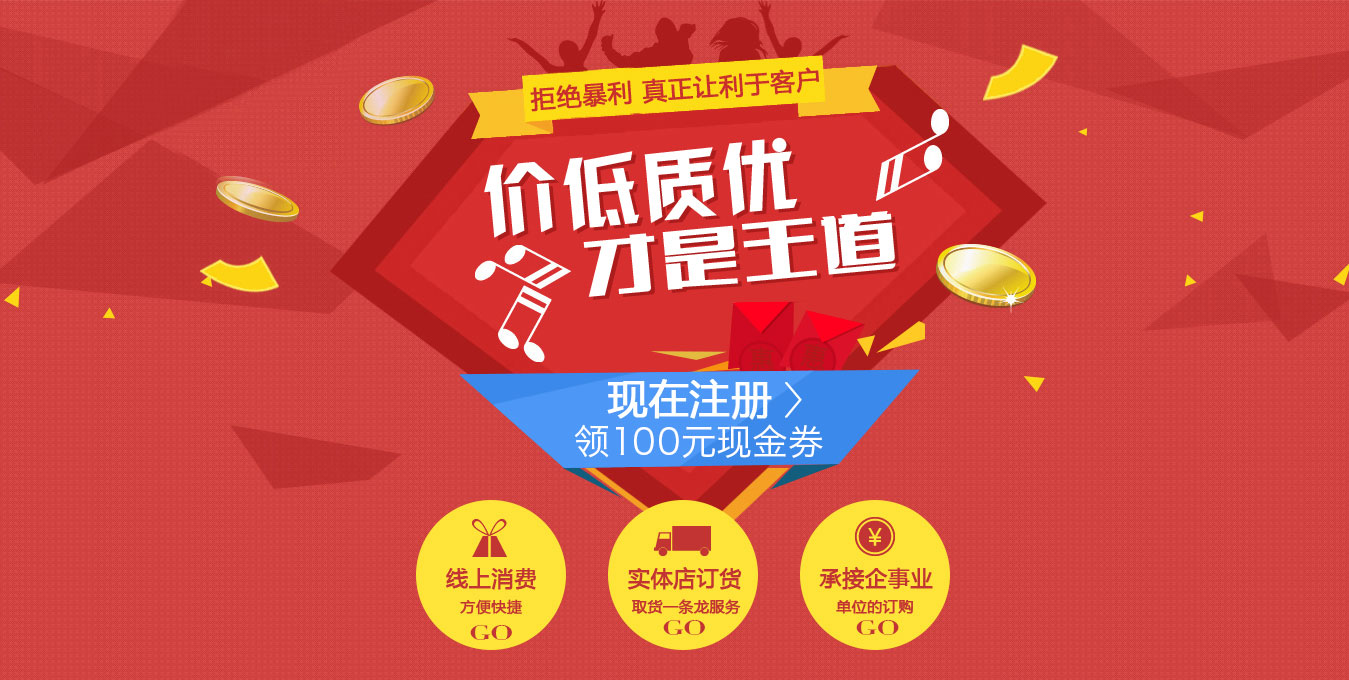 拒绝暴利 真正让利于客户
价低质优
才是王道
现在注册
领100元现金券
线上消费
方便快捷
GO
实体店订货
取货一条龙服务
GO
¥
承接企事业
单位的订购
GO